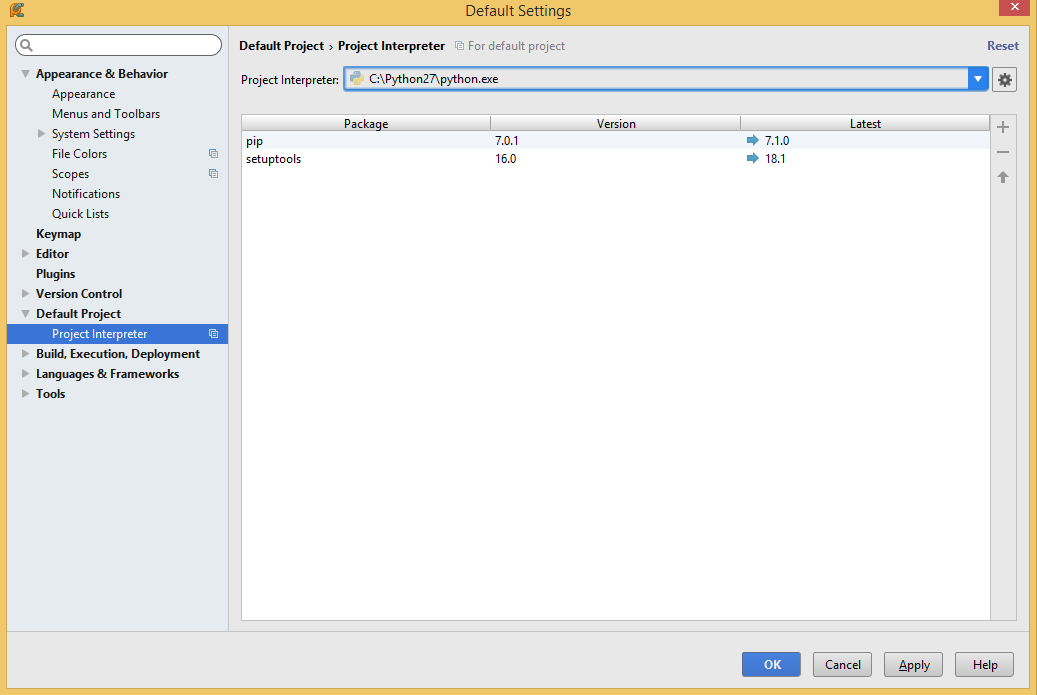 Default Settings
Default Project › Project Interpreter For default project Reset
Project Interpreter: C:\Python27\python.exe
Appearance & Behavior
Appearance
Menus and Toolbars
System Settings
File Colors
Scopes
Notifications
Quick Lists
Keymap
Editor
Plugins
Version Control
Default Project
Project Interpreter
Build, Execution, Deployment
Languages & Frameworks
Tools
Package Version Latest
pip 7.0.1 7.1.0
setuptools 16.0 18.1
OK Cancel Apply Help